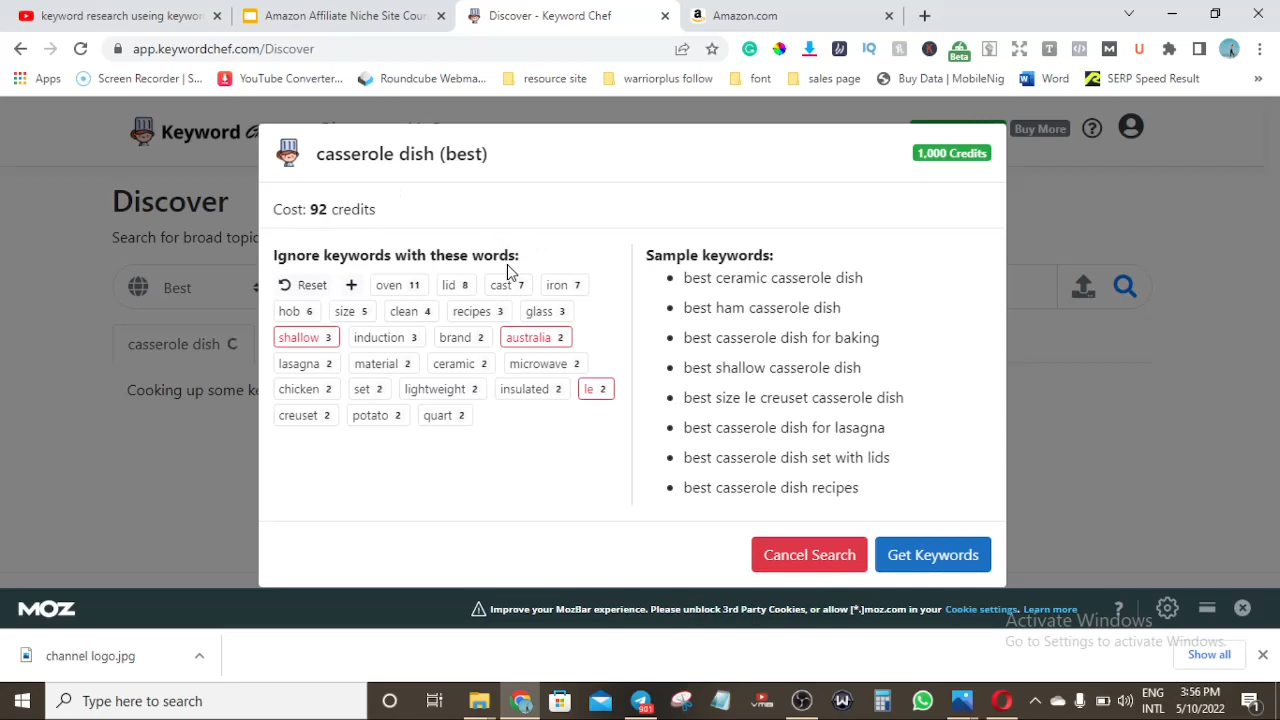 keyword research useing keywor
Amazon Affiliate Niche Site Cour
Discover - Keyword Chef
Amazon.com
app.keywordchef.com/Discover
Apps
Screen Recorder | S...
YouTube Converter...
Roundcube Webma...
resource site
warriorplus follow
font
sales page
Buy Data | MobileNig
Word
SERP Speed Result
»
Keyword
Buy More
casserole dish (best)
1,000 Credits
Discover
Cost: 92 credits
Search for broad topic
Ignore keywords with these words:
Sample keywords:
Best
Reset + oven 11 lid 8 cast 7 iron 7
hob 6 size 5 clean 4 recipes 3 glass 3
shallow 3 induction 3 brand 2 australia 2
lasagna 2 material 2 ceramic 2 microwave 2
chicken 2 set 2 lightweight 2 insulated 2 le 2
creuset 2 potato 2 quart 2
best ceramic casserole dish
best ham casserole dish
best casserole dish for baking
best shallow casserole dish
best size le creuset casserole dish
best casserole dish for lasagna
best casserole dish set with lids
best casserole dish recipes
casserole dish
Cooking up some ke
Cancel Search
Get Keywords
MOZ
Improve your MozBar experience. Please unblock 3rd Party Cookies, or allow [*.]moz.com in your Cookie settings. Learn more
Activate Windows
Go to Settings to activate Windows.
channel logo.jpg
Show all
Type here to search
901
ENG
INTL
3:56 PM
5/10/2022